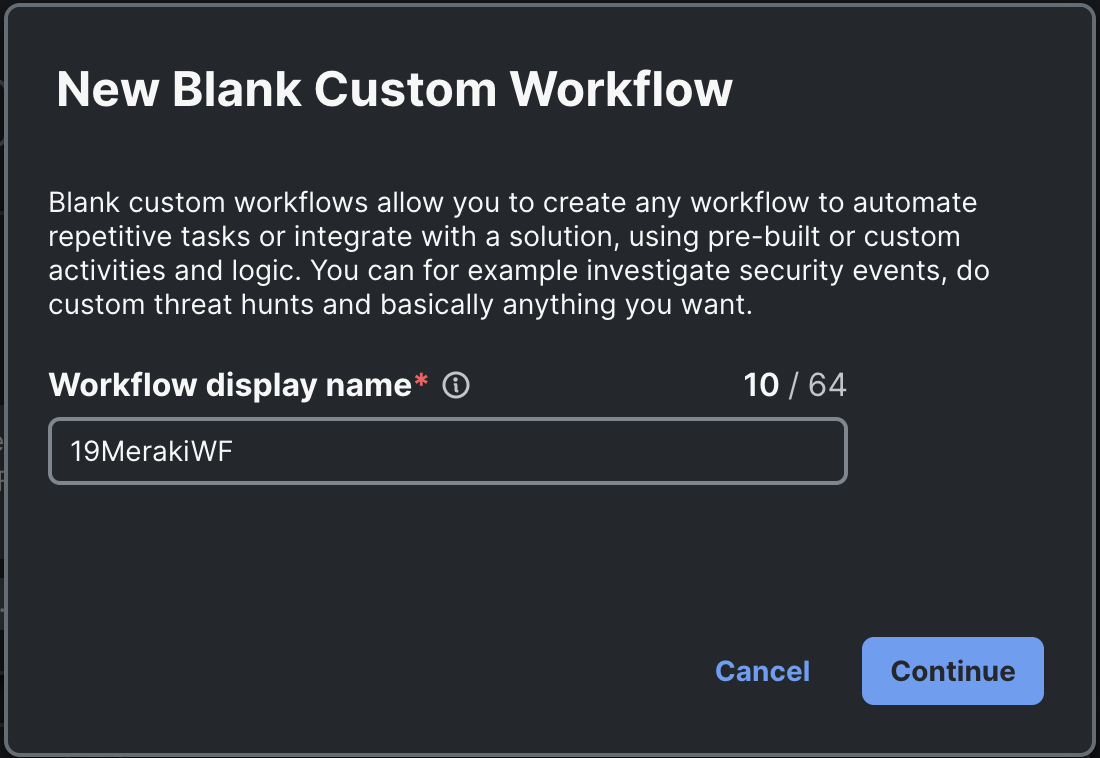 New Blank Custom Workflow
Blank custom workflows allow you to create any workflow to automate
repetitive tasks or integrate with a solution, using pre-built or custom
activities and logic. You can for example investigate security events, do
custom threat hunts and basically anything you want.
Workflow display name* 10 / 64
19MerakiWF
Cancel Continue